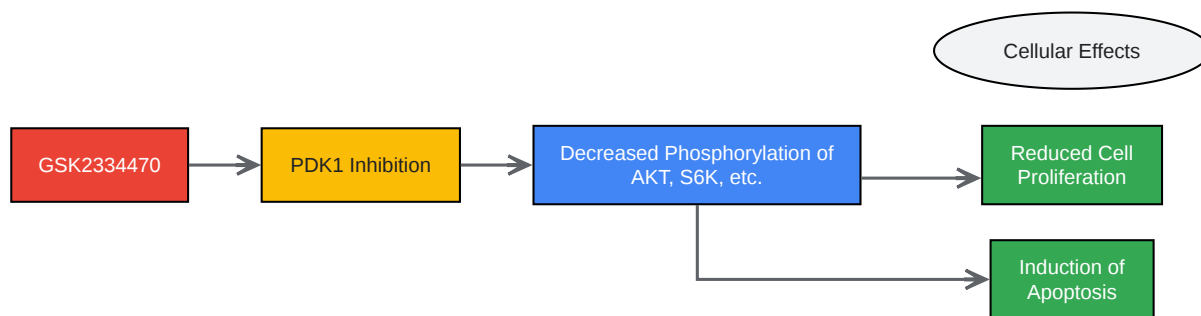 Cellular Effects
GSK2334470
PDK1 Inhibition
Decreased Phosphorylation of
AKT, S6K, etc.
Reduced Cell
Proliferation
Induction of
Apoptosis